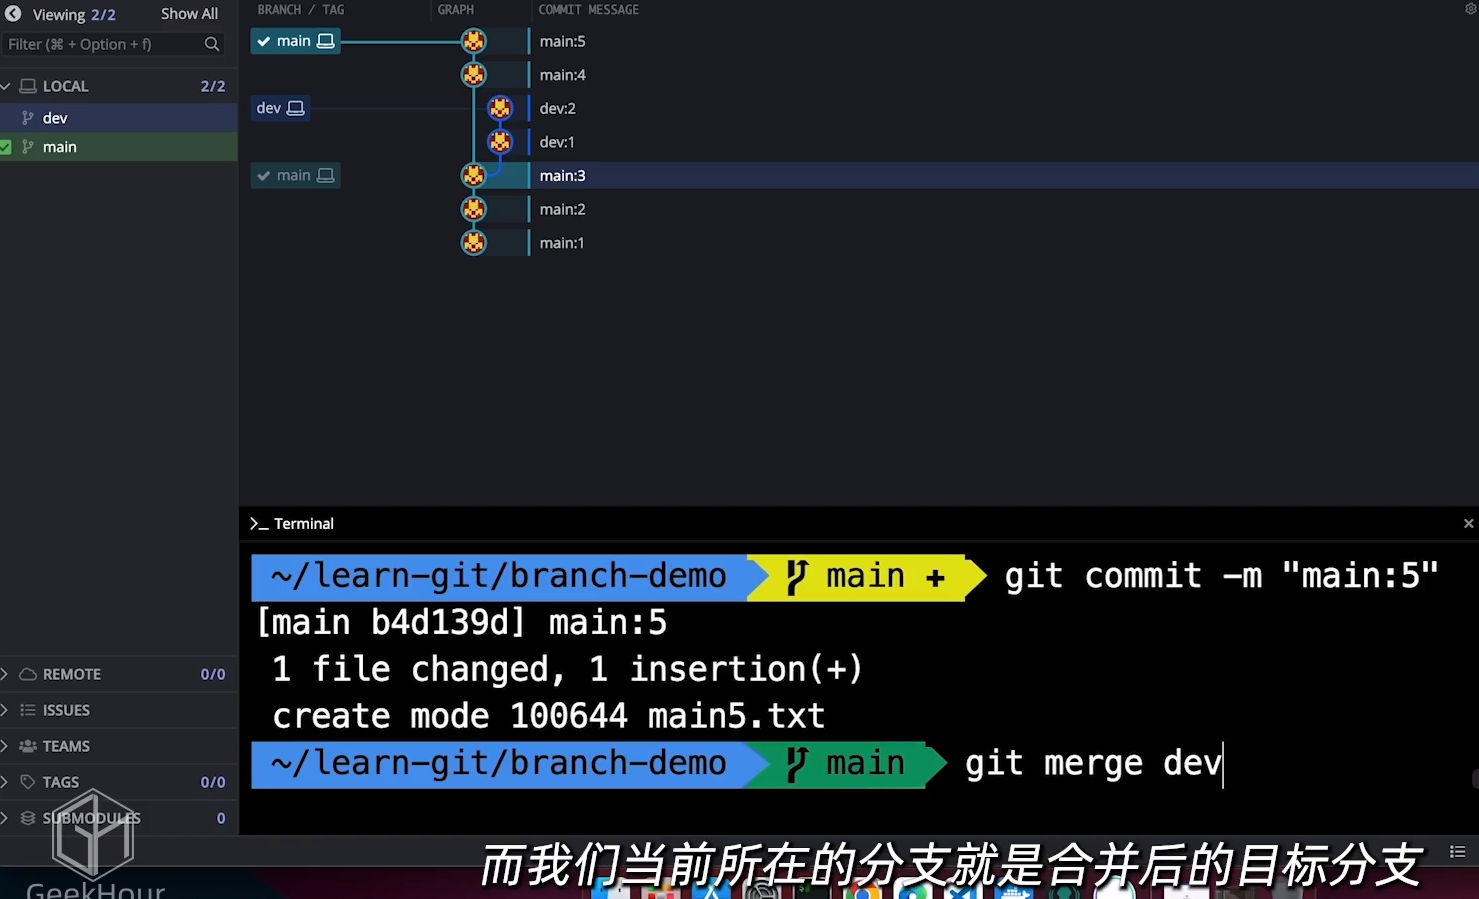 Viewing 2/2 Show All
Filter (⌘ + Option + f)
LOCAL 2/2
dev
main
REMOTE 0/0
ISSUES
TEAMS
TAGS 0/0
SUBMODULES 0
GeekHour
BRANCH / TAG GRAPH COMMIT MESSAGE
main main:5
main:4
dev dev:2
dev:1
main main:3
main:2
main:1
>_ Terminal
~/learn-git/branch-demo main + git commit -m "main:5"
[main b4d139d] main:5
1 file changed, 1 insertion(+)
create mode 100644 main5.txt
~/learn-git/branch-demo main git merge dev
而我们当前所在的分支就是合并后的目标分支